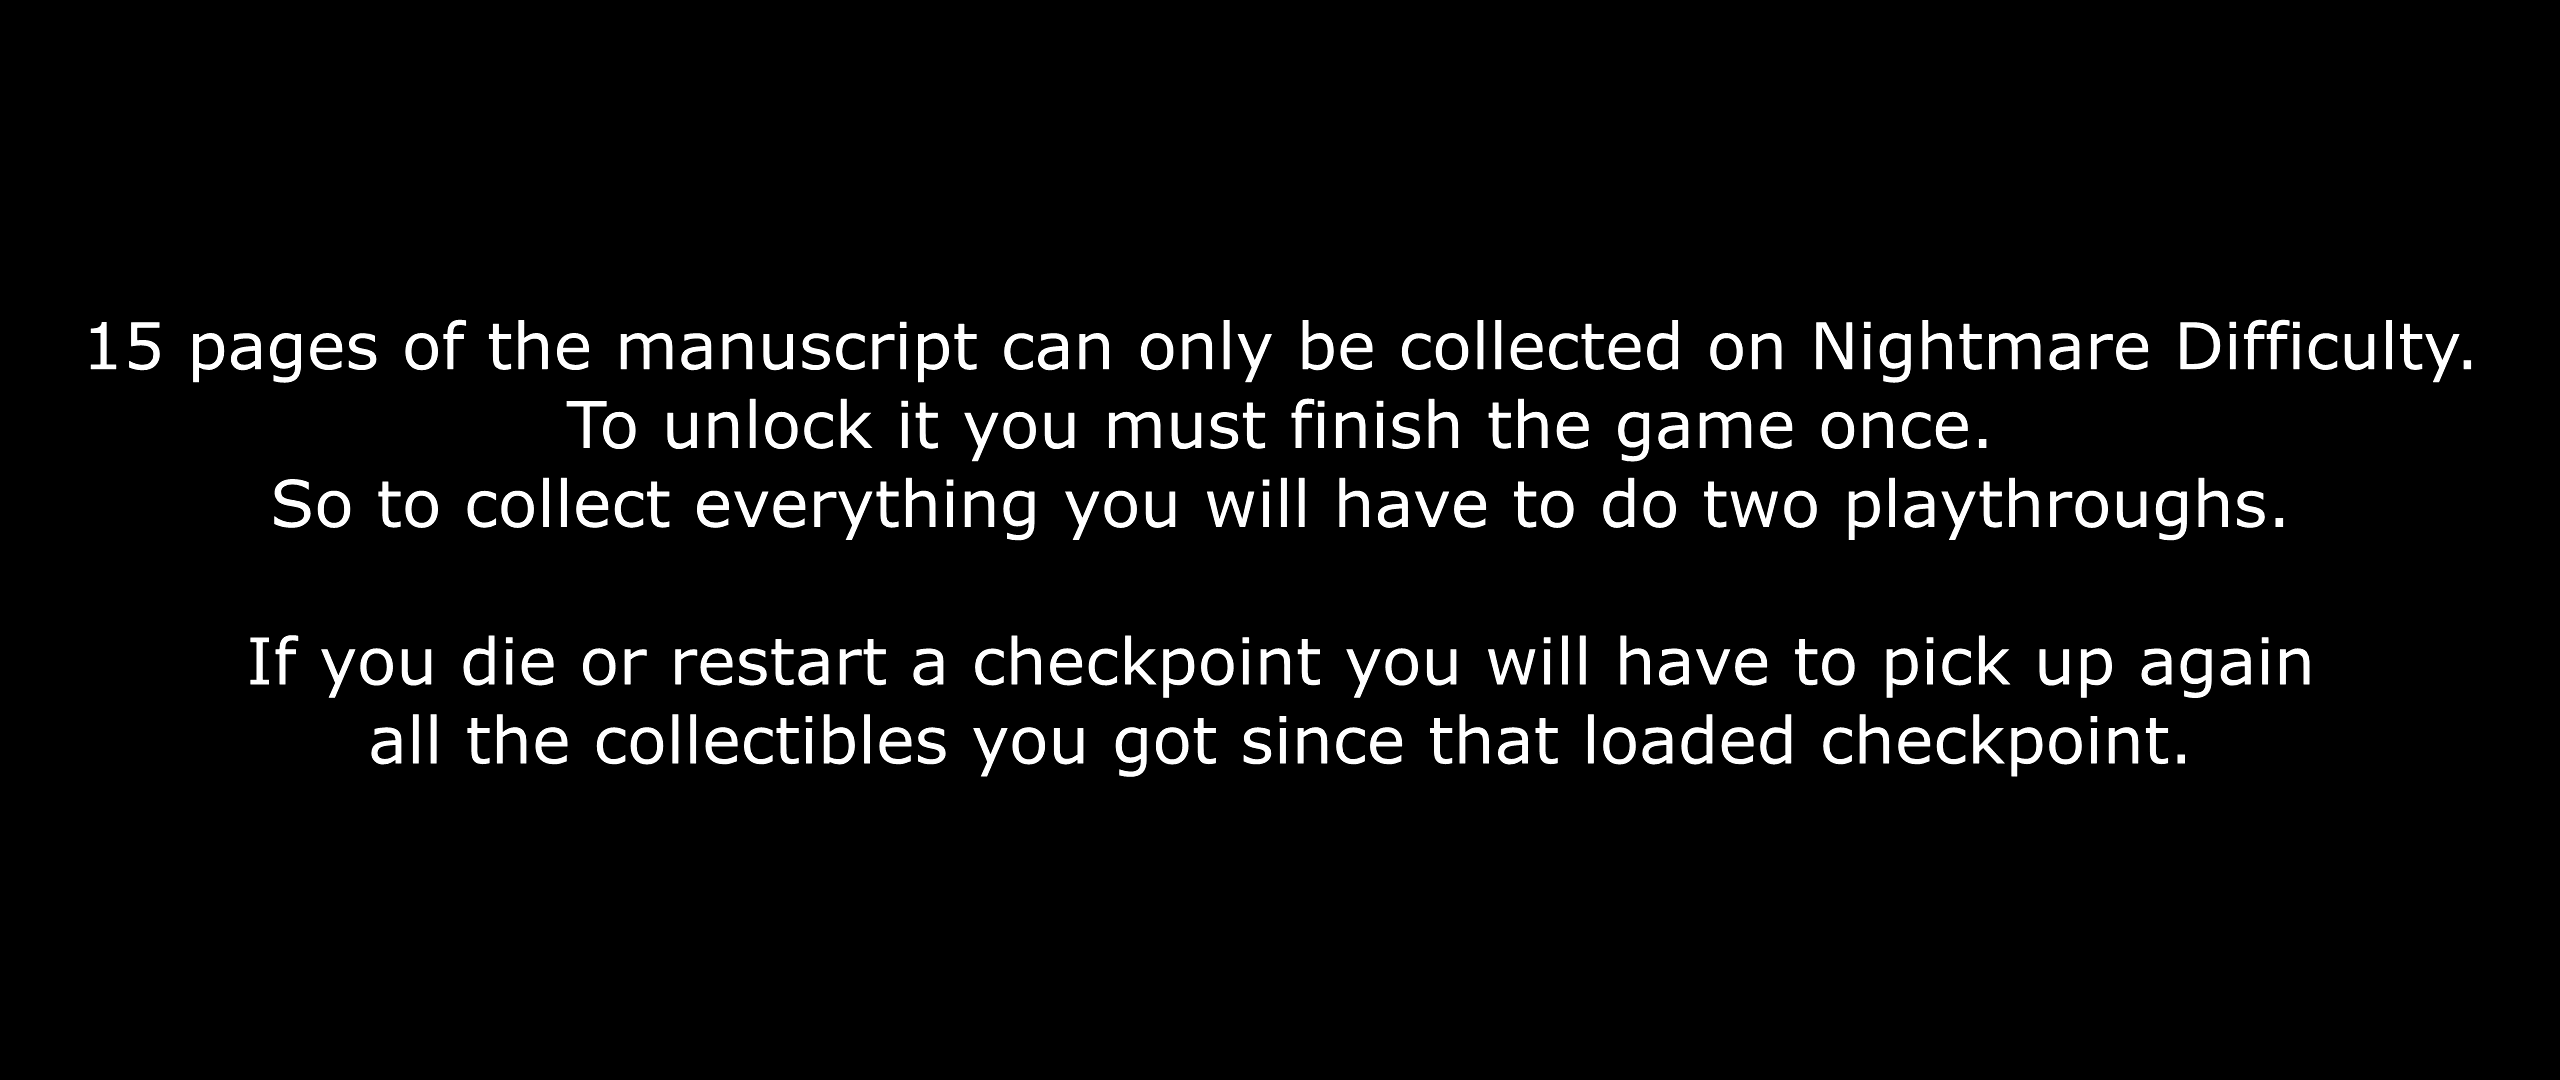 15 pages of the manuscript can only be collected on Nightmare Difficulty.
To unlock it you must finish the game once.
So to collect everything you will have to do two playthroughs.
If you die or restart a checkpoint you will have to pick up again
all the collectibles you got since that loaded checkpoint.